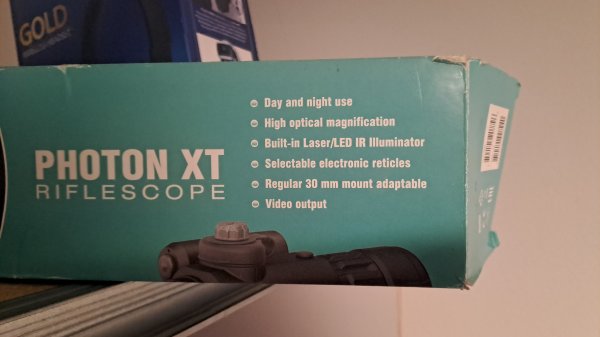 GOLD
PHOTON XT
RIFLESCOPE
Day and night use
High optical magnification
Built-in Laser/LED IR Illuminator
Selectable electronic reticles
Regular 30 mm mount adaptable
Video output